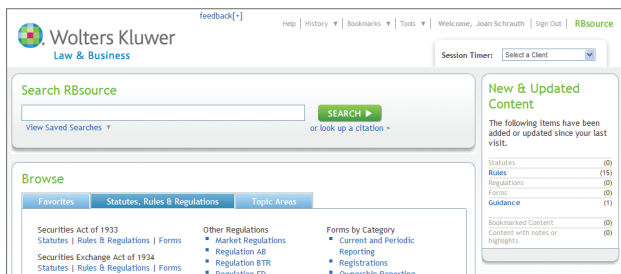 feedback[+]
Help | History ▼ | Bookmarks ▼ | Tools ▼ | Welcome, Joan Schrauth | Sign Out | RBsource
Wolters Kluwer
Law & Business
Session Timer: Select a Client
Search RBsource
SEARCH ▶
View Saved Searches ▼
or look up a citation »
New & Updated
Content
The following items have been
added or updated since your last
visit.
Statutes (0)
Rules (15)
Regulations (0)
Forms (0)
Guidance (1)
Bookmarked Content (0)
Content with notes or (0)
highlights
Browse
Favorites
Statutes, Rules & Regulations
Topic Areas
Securities Act of 1933
Statutes | Rules & Regulations | Forms
Securities Exchange Act of 1934
Statutes | Rules & Regulations | Forms
Other Regulations
Market Regulations
Regulation AB
Regulation BTR
Regulation FD
Forms by Category
Current and Periodic
Reporting
Registrations
Ownership Reporting